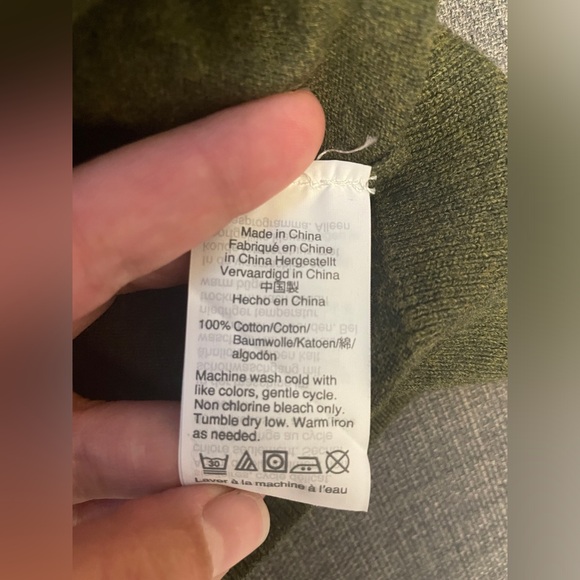 Made in China
Fabriqué en Chine
in China Hergestellt
Vervaardigd in China
中国製
Hecho en China
100% Cotton/Coton/
Baumwolle/Katoen/綿/
algodón
Machine wash cold with
like colors, gentle cycle.
Non chlorine bleach only.
Tumble dry low. Warm iron
as needed.
30
Laver à la machine à l'eau